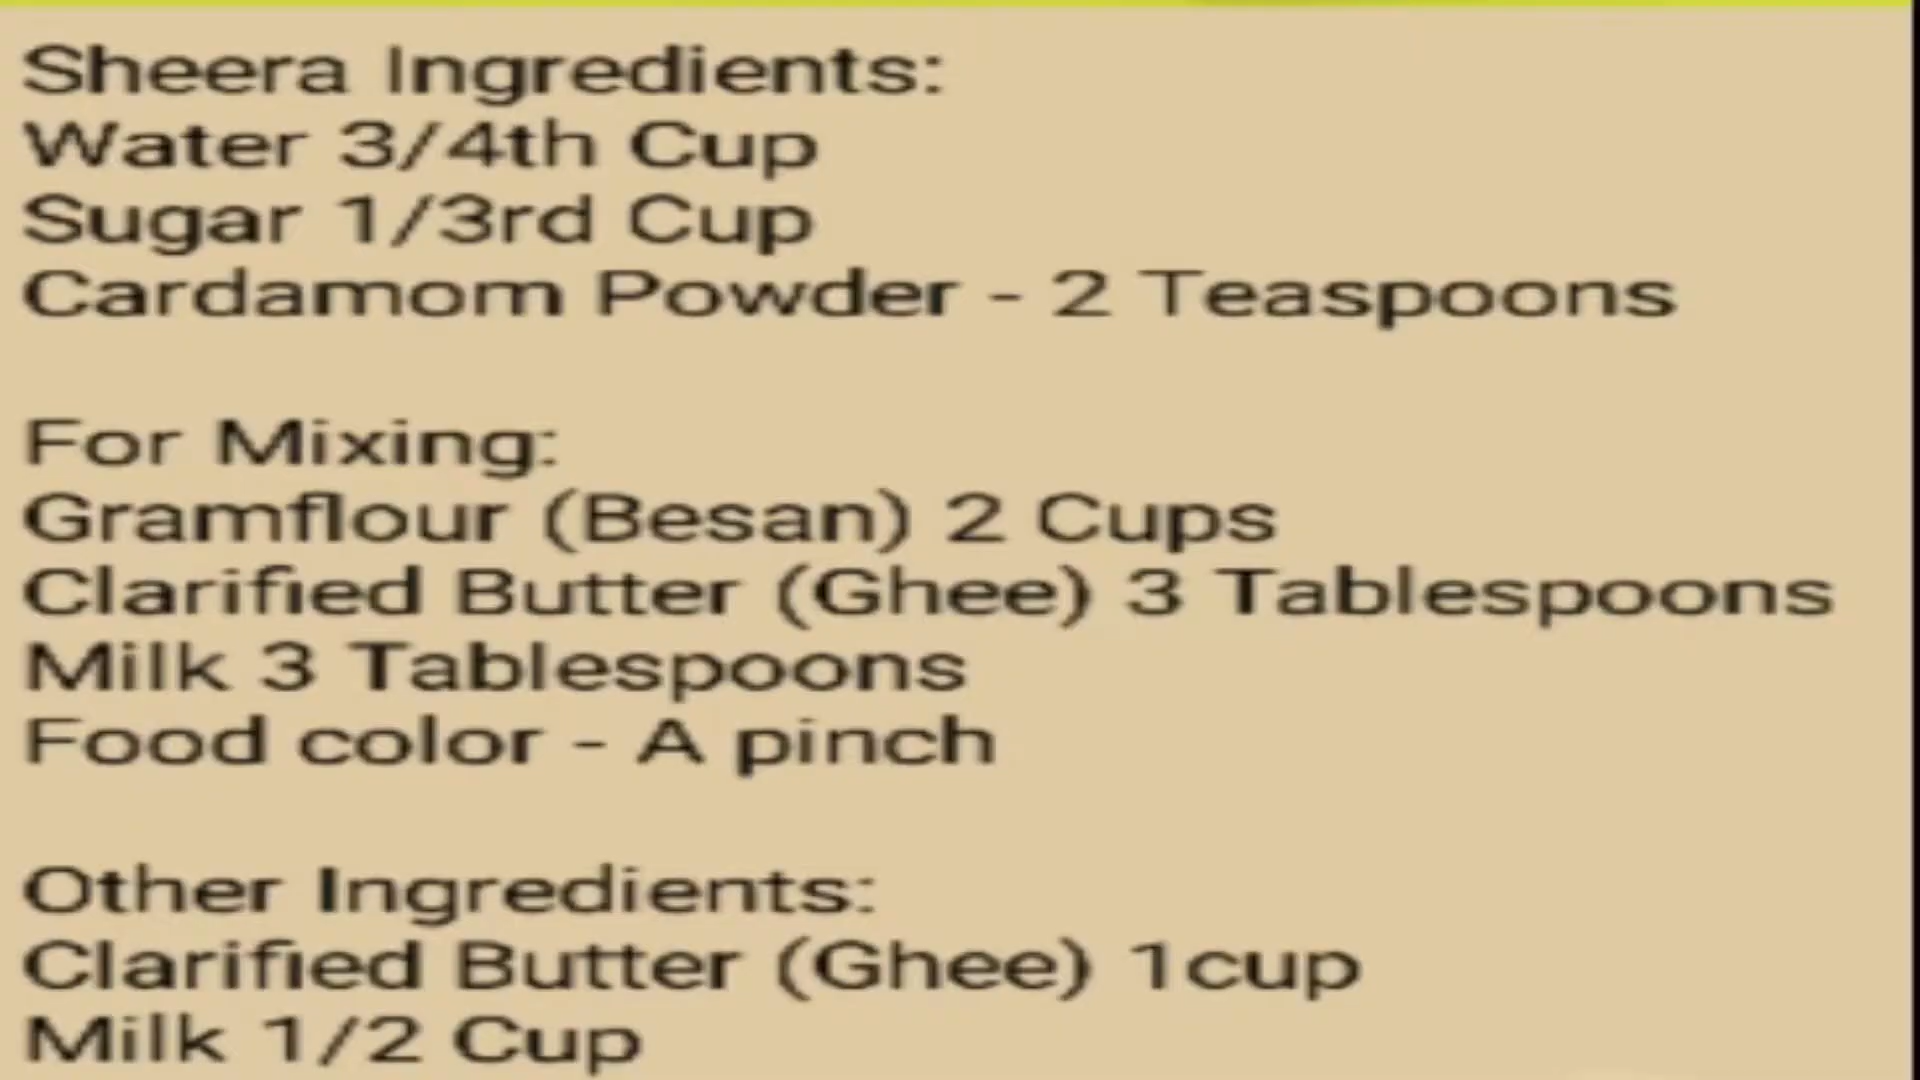 Sheera Ingredients:
Water 3/4th Cup
Sugar 1/3rd Cup
Cardamom Powder - 2 Teaspoons
For Mixing:
Gramflour (Besan) 2 Cups
Clarified Butter (Ghee) 3 Tablespoons
Milk 3 Tablespoons
Food color - A pinch
Other Ingredients:
Clarified Butter (Ghee) 1cup
Milk 1/2 Cup